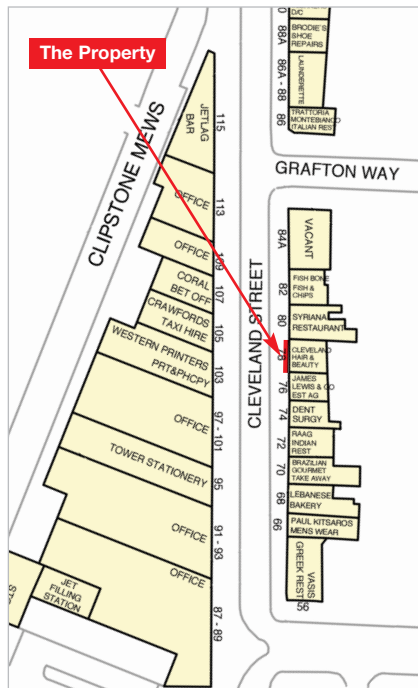 The Property
CLIPSTONE MEWS
JETLAG
BAR
115
OFFICE
113
OFFICE
109
CORAL
BET OFF
107
CRAWFORDS
TAXI HIRE
105
WESTERN PRINTERS
PRT&PHCPY
103
OFFICE
97 - 101
TOWER STATIONERY
95
OFFICE
91 - 93
OFFICE
87 - 89
JET
FILLING
STATION
CLEVELAND STREET
GRAFTON WAY
D/C
BRODIE'S
SHOE
REPAIRS
88A
LAUNDERETTE
86A - 88
TRATTORIA
MONTEBIANCO
ITALIAN REST
86
VACANT
84A
FISH BONE
FISH &
CHIPS
82
SYRIANA
RESTAURANT
80
CLEVELAND
HAIR &
BEAUTY
78
JAMES
LEWIS & CO
EST AG
76
DENT
SURGY
74
RAAG
INDIAN
REST
72
BRAZILIAN
GOURMET
TAKE AWAY
70
LEBANESE
BAKERY
68
PAUL KITSAROS
MENS WEAR
66
VASIS
GREEK REST
56